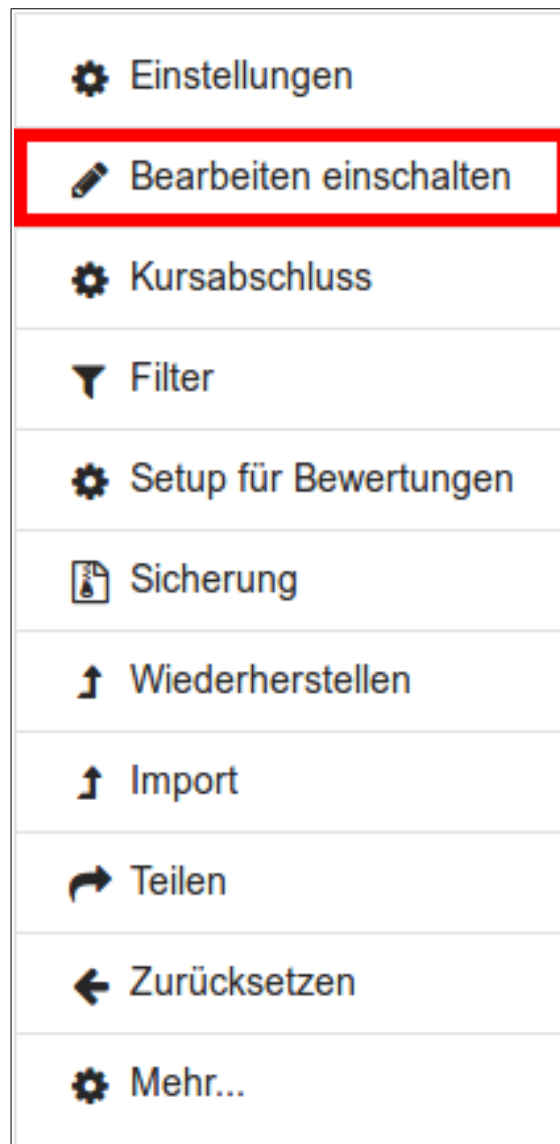 Einstellungen
Bearbeiten einschalten
Kursabschluss
Filter
Setup für Bewertungen
Sicherung
Wiederherstellen
Import
Teilen
Zurücksetzen
Mehr...